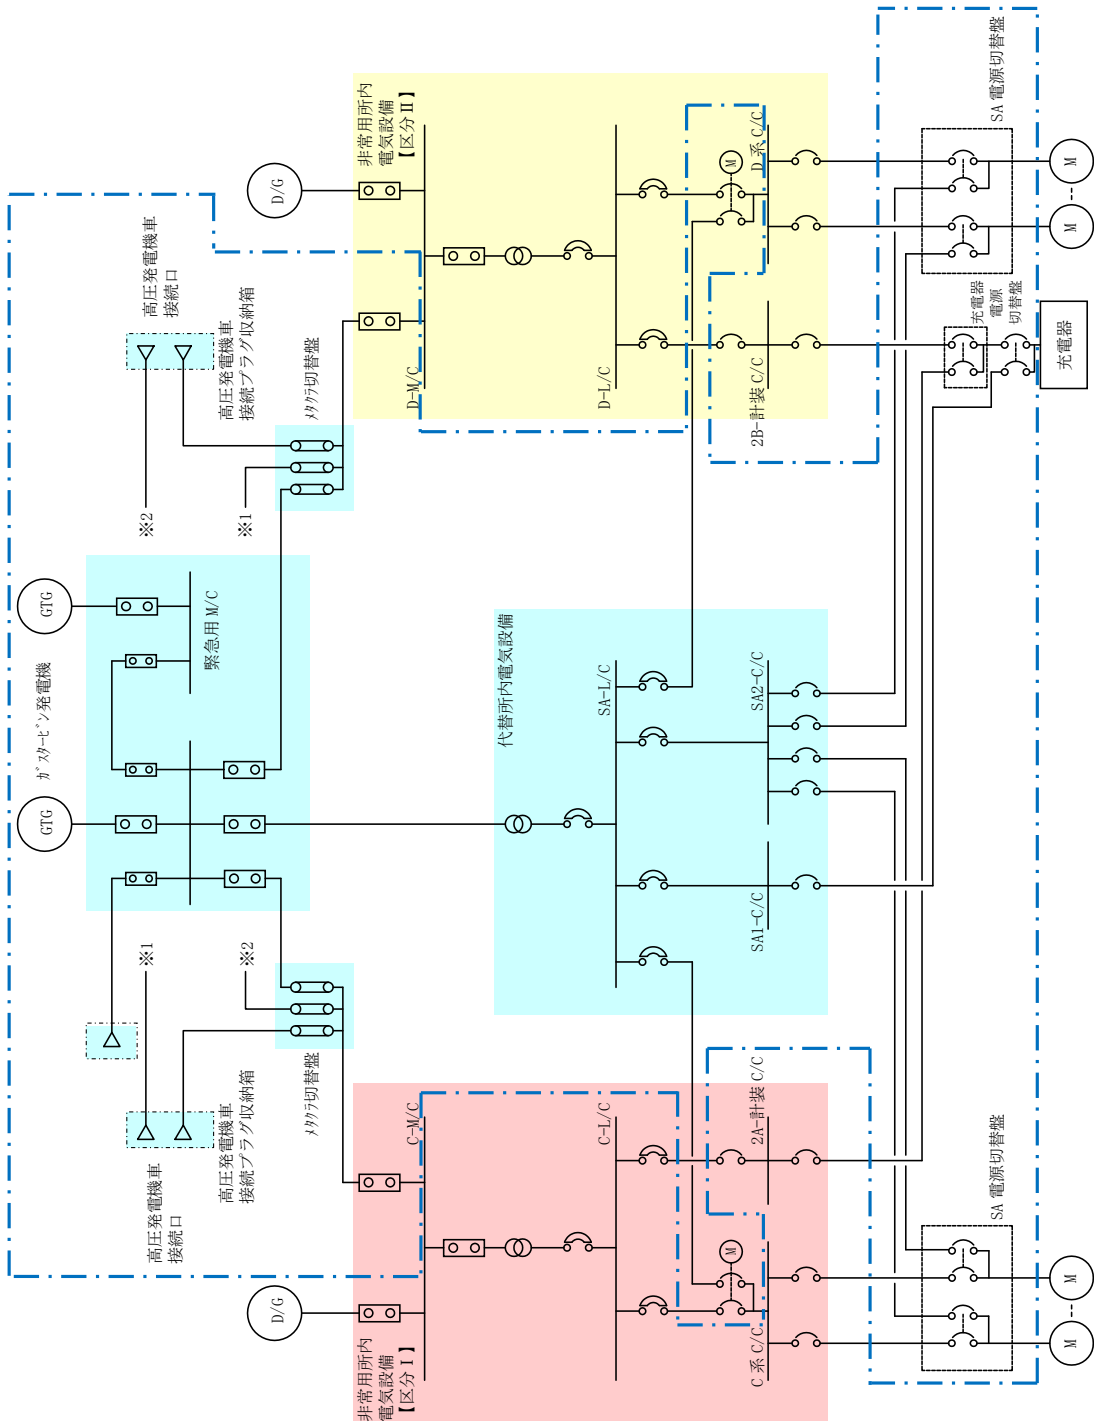 高圧発電機車
接続口
高圧発電機車
接続プラグ収納箱
ﾒﾀｸﾗ切替盤
※2
※1
D/G
非常用所内
電気設備
【区分Ⅱ】
D-M/C
D-L/C
M
D系 C/C
2B-計装 C/C
SA 電源切替盤
M
M
充電器
電源
切替盤
充電器
GTG
ｶﾞｽﾀｰﾋﾞﾝ発電機
GTG
緊急用 M/C
代替所内電気設備
SA-L/C
SA2-C/C
SA1-C/C
※1
※2
高圧発電機車
接続口
高圧発電機車
接続プラグ収納箱
ﾒﾀｸﾗ切替盤
D/G
非常用所内
電気設備
【区分Ⅰ】
C-M/C
C-L/C
M
C系 C/C
2A-計装 C/C
SA 電源切替盤
M
M